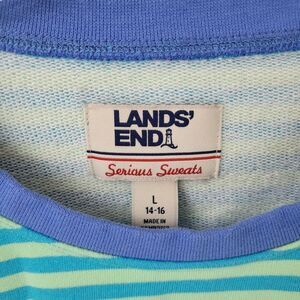 LANDS'
END
Serious Sweats
L
14-16
MADE IN